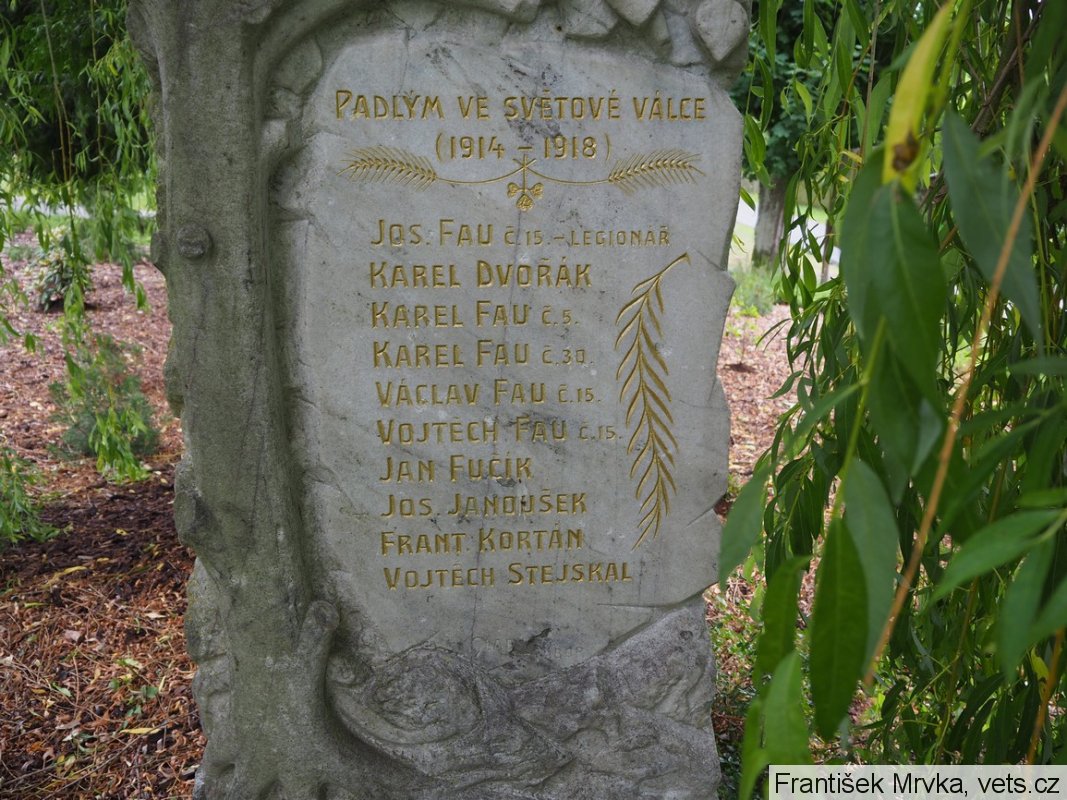 PADLÝM VE SVĚTOVÉ VÁLCE
(1914 - 1918)
JOS. FAU Č.15. - LEGIONÁŘ
KAREL DVOŘÁK
KAREL FAU Č.5.
KAREL FAU Č.30.
VÁCLAV FAU Č.15.
VOJTĚCH FAU Č.15.
JAN FUČÍK
JOS. JANOUŠEK
FRANT. KORTÁN
VOJTĚCH STEJSKAL
František Mrvka, vets.cz